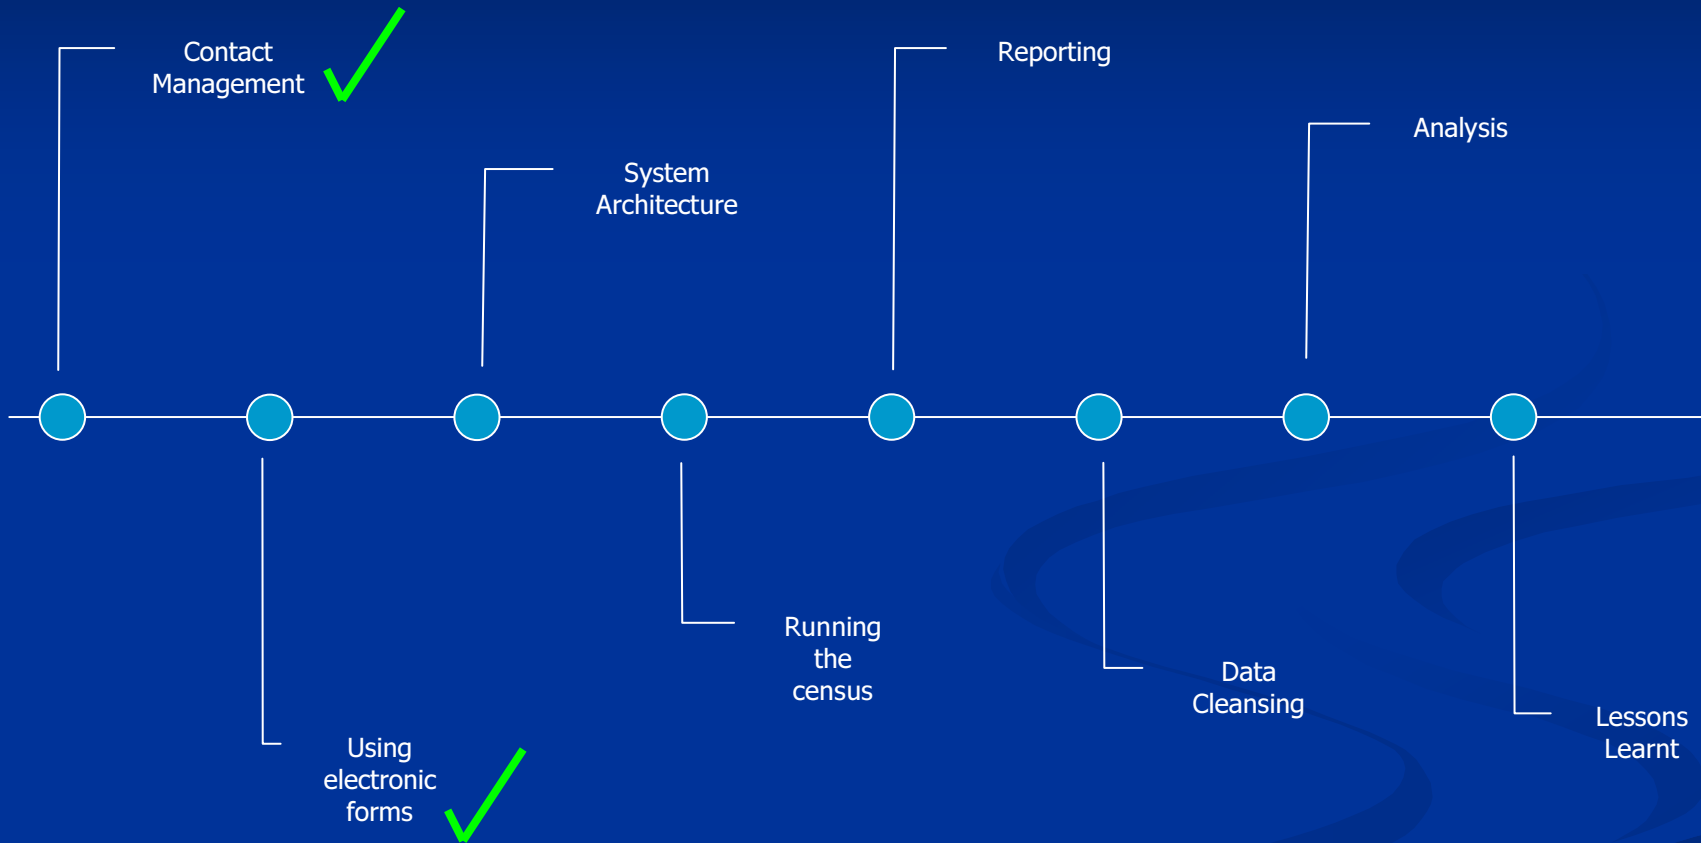 Contact
Management
Using
electronic
forms
System
Architecture
Running
the
census
Reporting
Data
Cleansing
Analysis
Lessons
Learnt